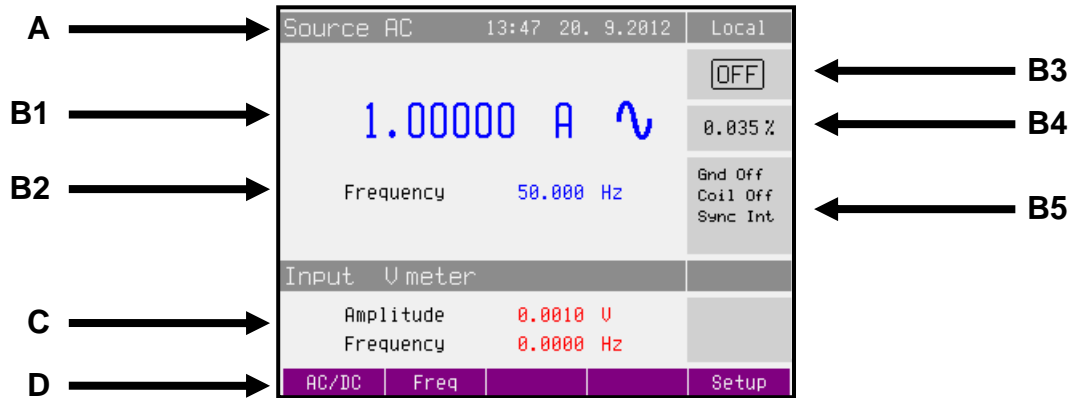 A
Source AC 13:47 20. 9.2012 Local
OFF
B3
B1
1.00000 A
0.035%
B4
B2
Frequency 50.000 Hz
Gnd Off
Coil Off
Sync Int
B5
Input V meter
C
Amplitude 0.0010 V
Frequency 0.0000 Hz
D
AC/DC Freq Setup